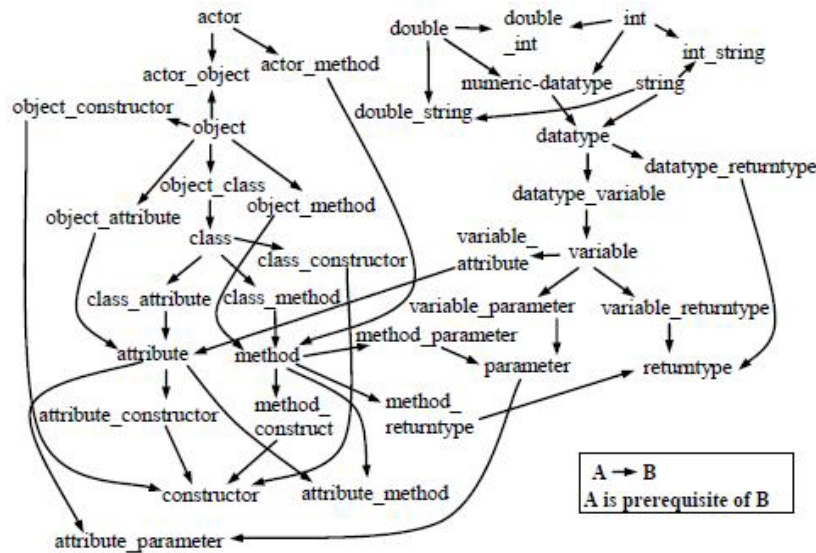 actor
double
double
_int
int
actor_method
int_string
actor_object
object_constructor
numeric-datatype
string
double_string
object
datatype
object_class
datatype_returntype
object_attribute
object_method
datatype_variable
class
class_constructor
variable_
attribute
variable
class_attribute
class_method
variable_parameter
variable_returntype
method_parameter
attribute
method
parameter
returntype
attribute_constructor
method_
construct
method_
returntype
constructor
attribute_method
A → B
A is prerequisite of B
attribute_parameter